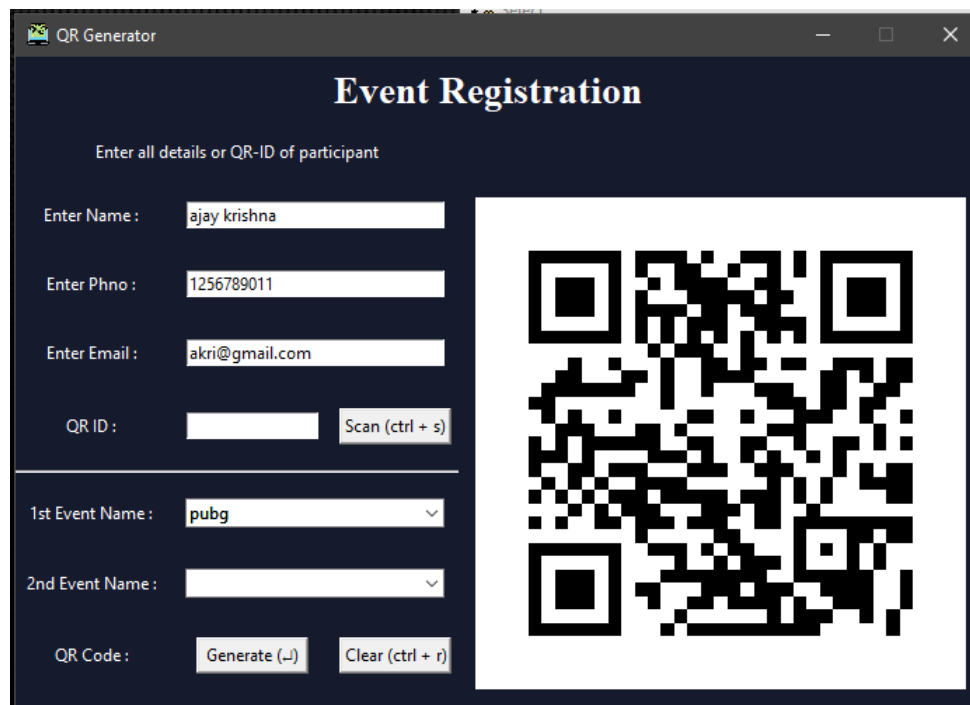 QR Generator
Event Registration
Enter all details or QR-ID of participant
Enter Name :
ajay krishna
Enter Phno :
1256789011
Enter Email :
akri@gmail.com
QR ID :
Scan (ctrl + s)
1st Event Name :
pubg
2nd Event Name :
QR Code :
Generate (↵)
Clear (ctrl + r)